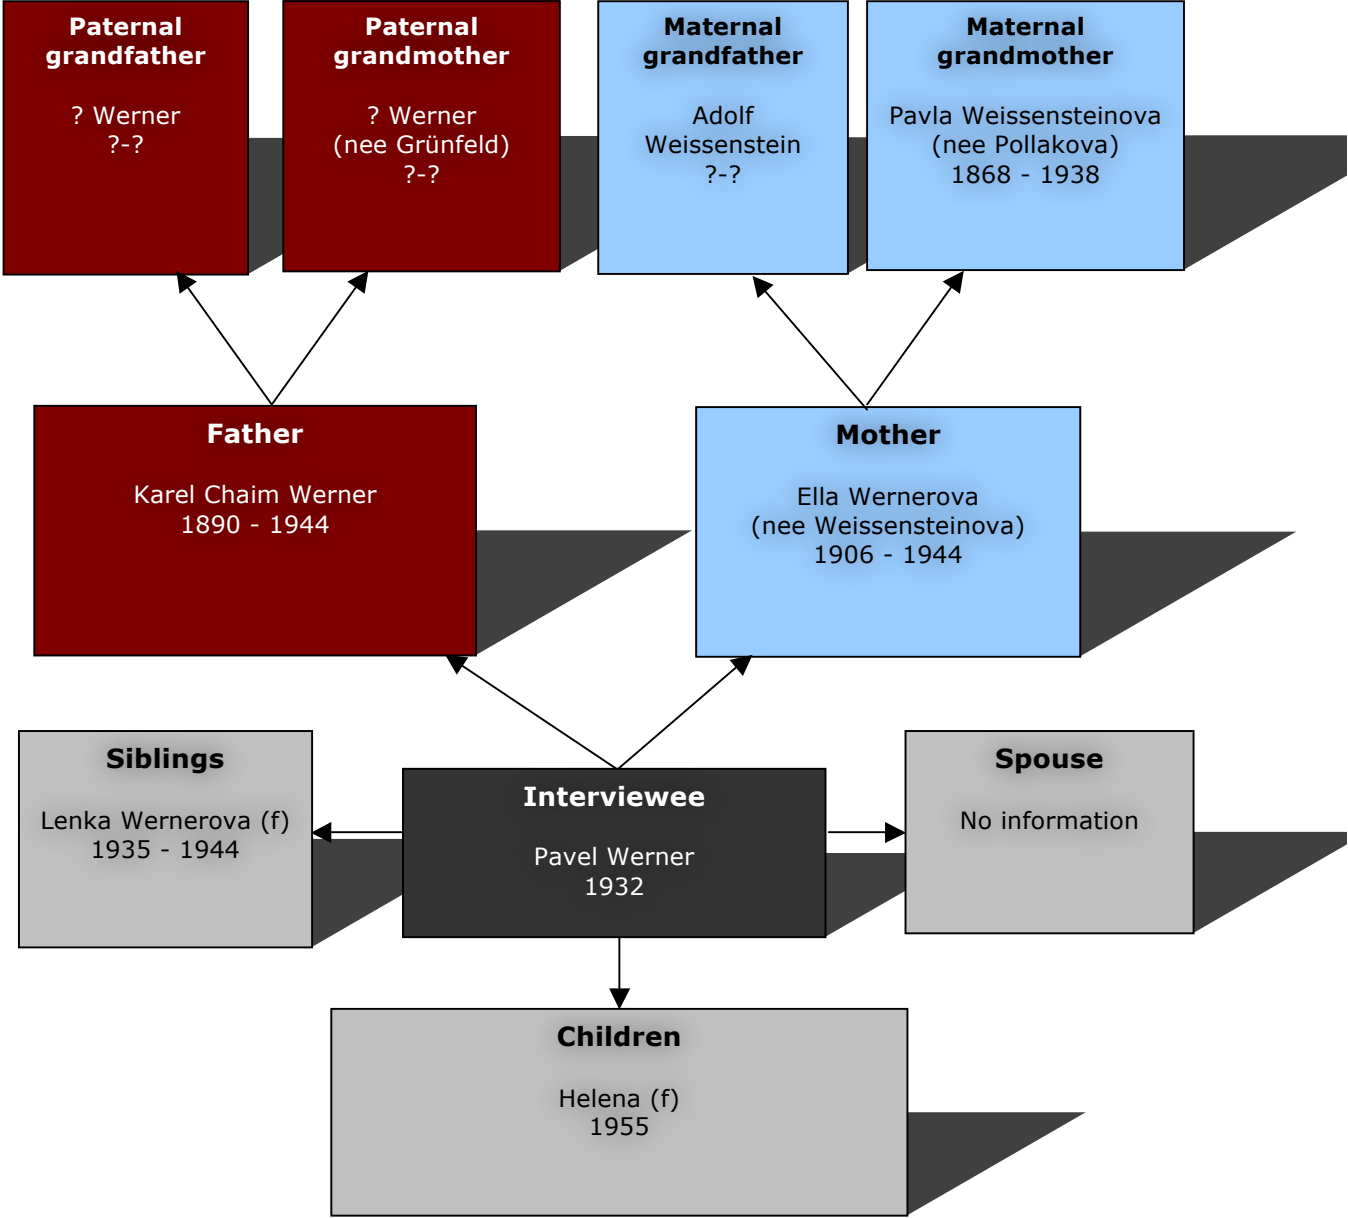 Paternal
grandfather
? Werner
?-?
Paternal
grandmother
? Werner
(nee Grünfeld)
?-?
Maternal
grandfather
Adolf
Weissenstein
?-?
Maternal
grandmother
Pavla Weissensteinova
(nee Pollakova)
1868 - 1938
Father
Karel Chaim Werner
1890 - 1944
Mother
Ella Wernerova
(nee Weissensteinova)
1906 - 1944
Siblings
Lenka Wernerova (f)
1935 - 1944
Interviewee
Pavel Werner
1932
Spouse
No information
Children
Helena (f)
1955